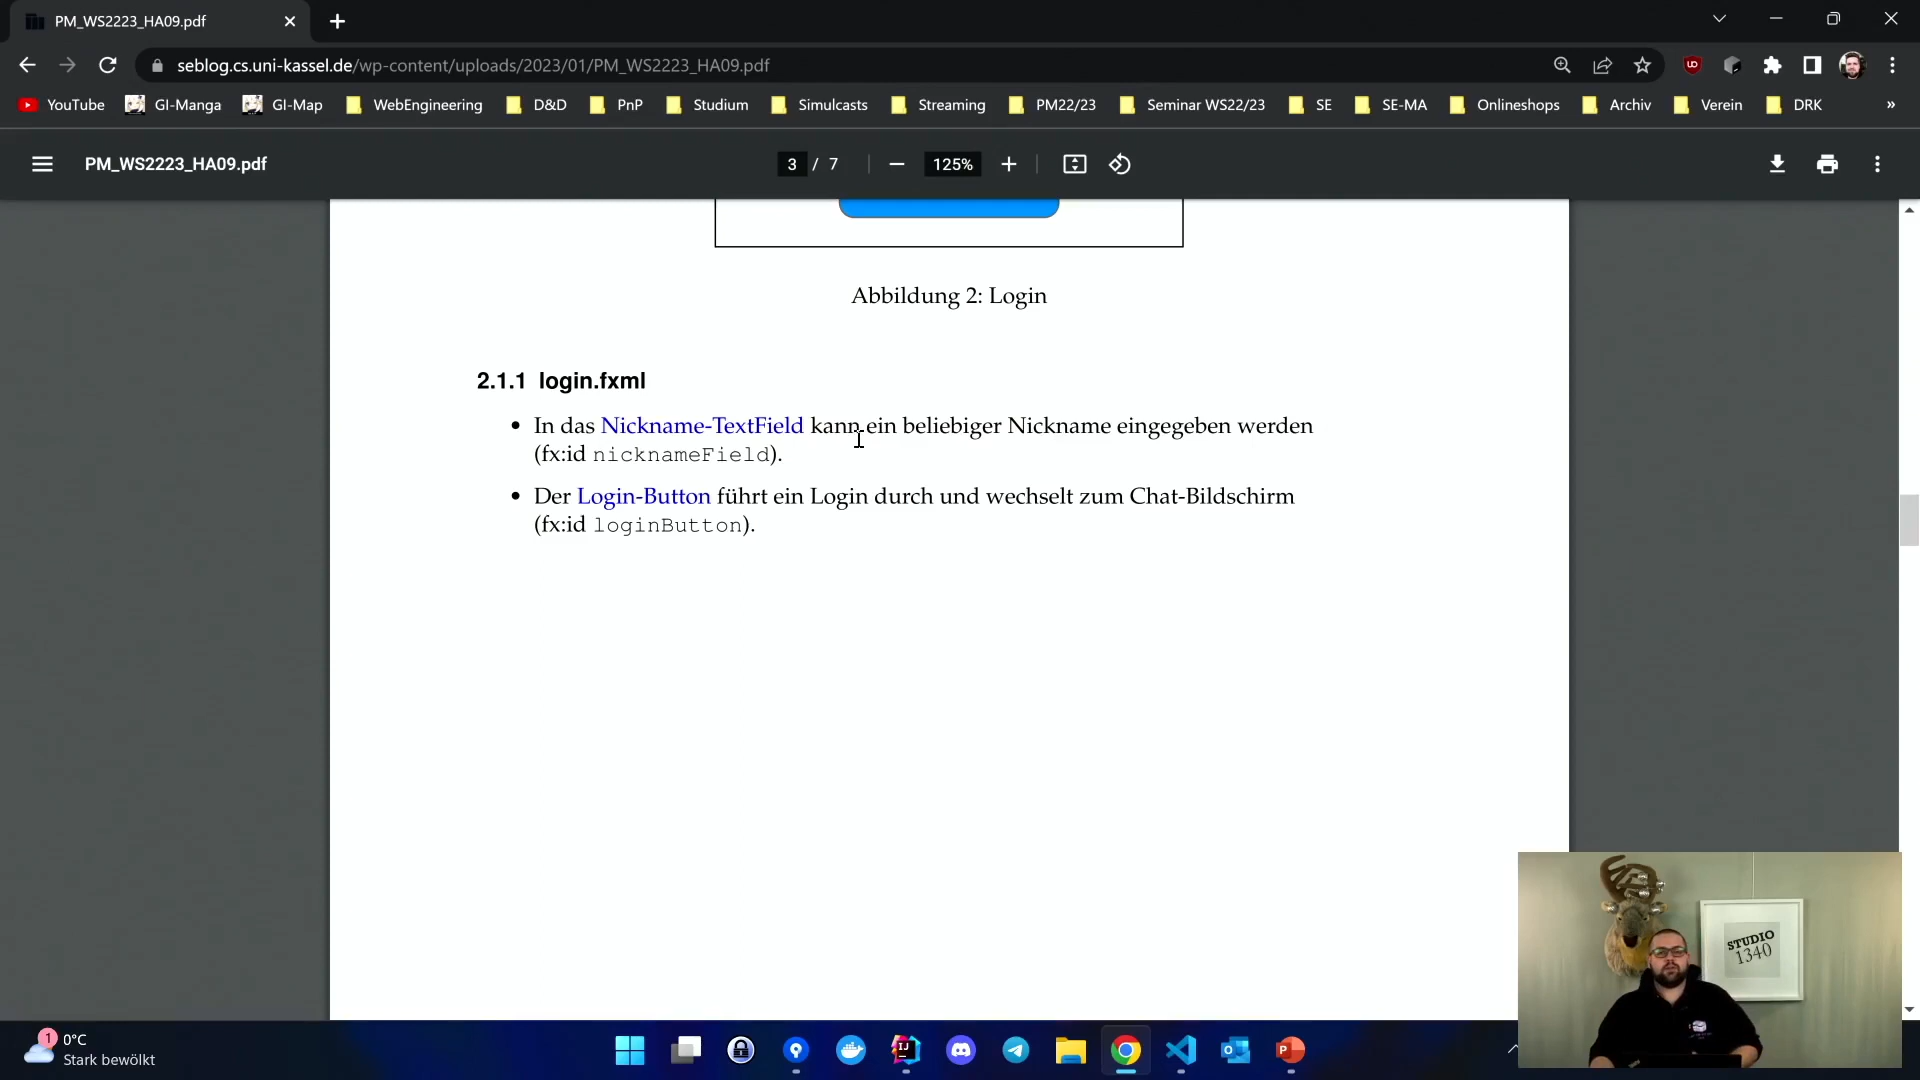 PM_WS2223_HA09.pdf
seblog.cs.uni-kassel.de/wp-content/uploads/2023/01/PM_WS2223_HA09.pdf
YouTube GI-Manga GI-Map WebEngineering D&D PnP Studium Simulcasts Streaming PM22/23 Seminar WS22/23 SE SE-MA Onlineshops Archiv Verein DRK »
PM_WS2223_HA09.pdf 3 / 7 125%
Abbildung 2: Login
2.1.1 login.fxml
• In das Nickname-TextField kann ein beliebiger Nickname eingegeben werden
(fx:id nicknameField).
• Der Login-Button führt ein Login durch und wechselt zum Chat-Bildschirm
(fx:id loginButton).
STUDIO
1340
1 0°C
Stark bewölkt